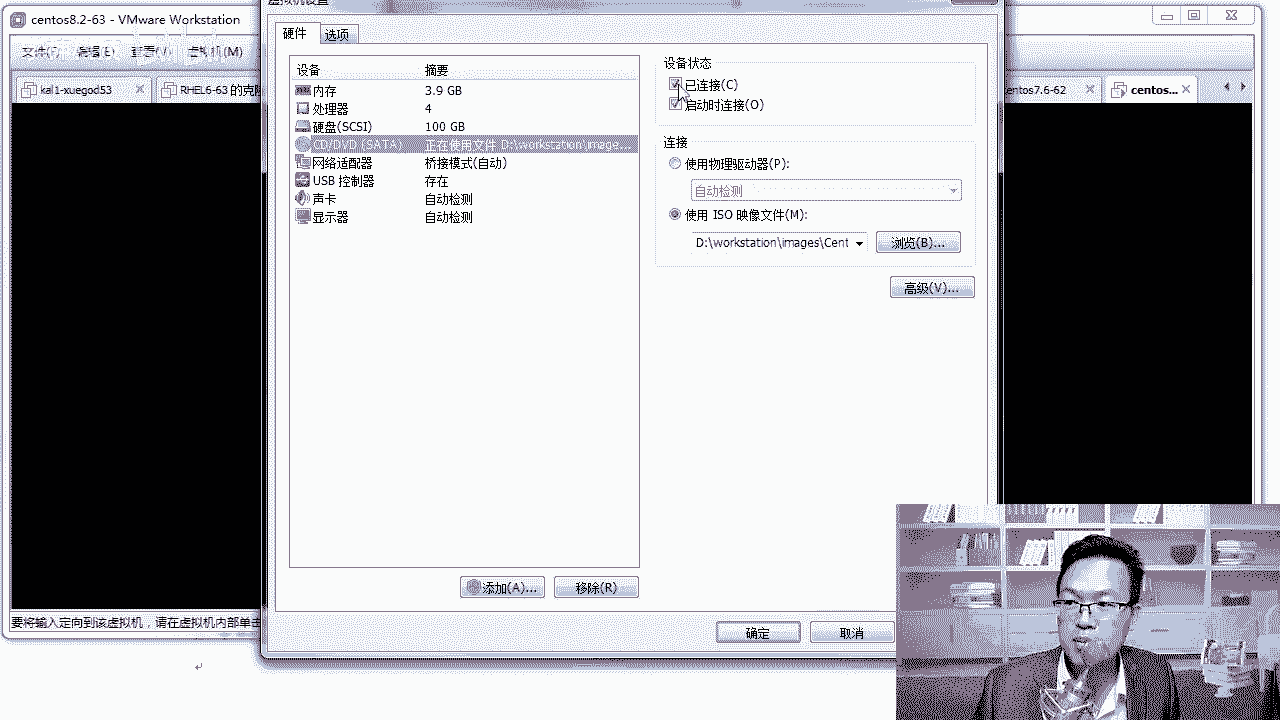 centos8.2-63 - VMware Workstation
虚拟机设置
文件(F) 编辑(E) 查看(V) 虚拟机(M)
kal1-xuegod53
RHEL6-63 的克隆
entos7.6-62
centos...
硬件
选项
设备
摘要
内存
3.9 GB
处理器
4
硬盘(SCSI)
100 GB
CD/DVD (SATA)
正在使用文件 D:\workstation\image...
网络适配器
桥接模式(自动)
USB 控制器
存在
声卡
自动检测
显示器
自动检测
设备状态
已连接(C)
启动时连接(O)
连接
使用物理驱动器(P):
自动检测
使用 ISO 映像文件(M):
D:\workstation\images\Cent
浏览(B)...
高级(V)...
添加(A)...
移除(R)
确定
取消
要将输入定向到该虚拟机，请在虚拟机内部单击